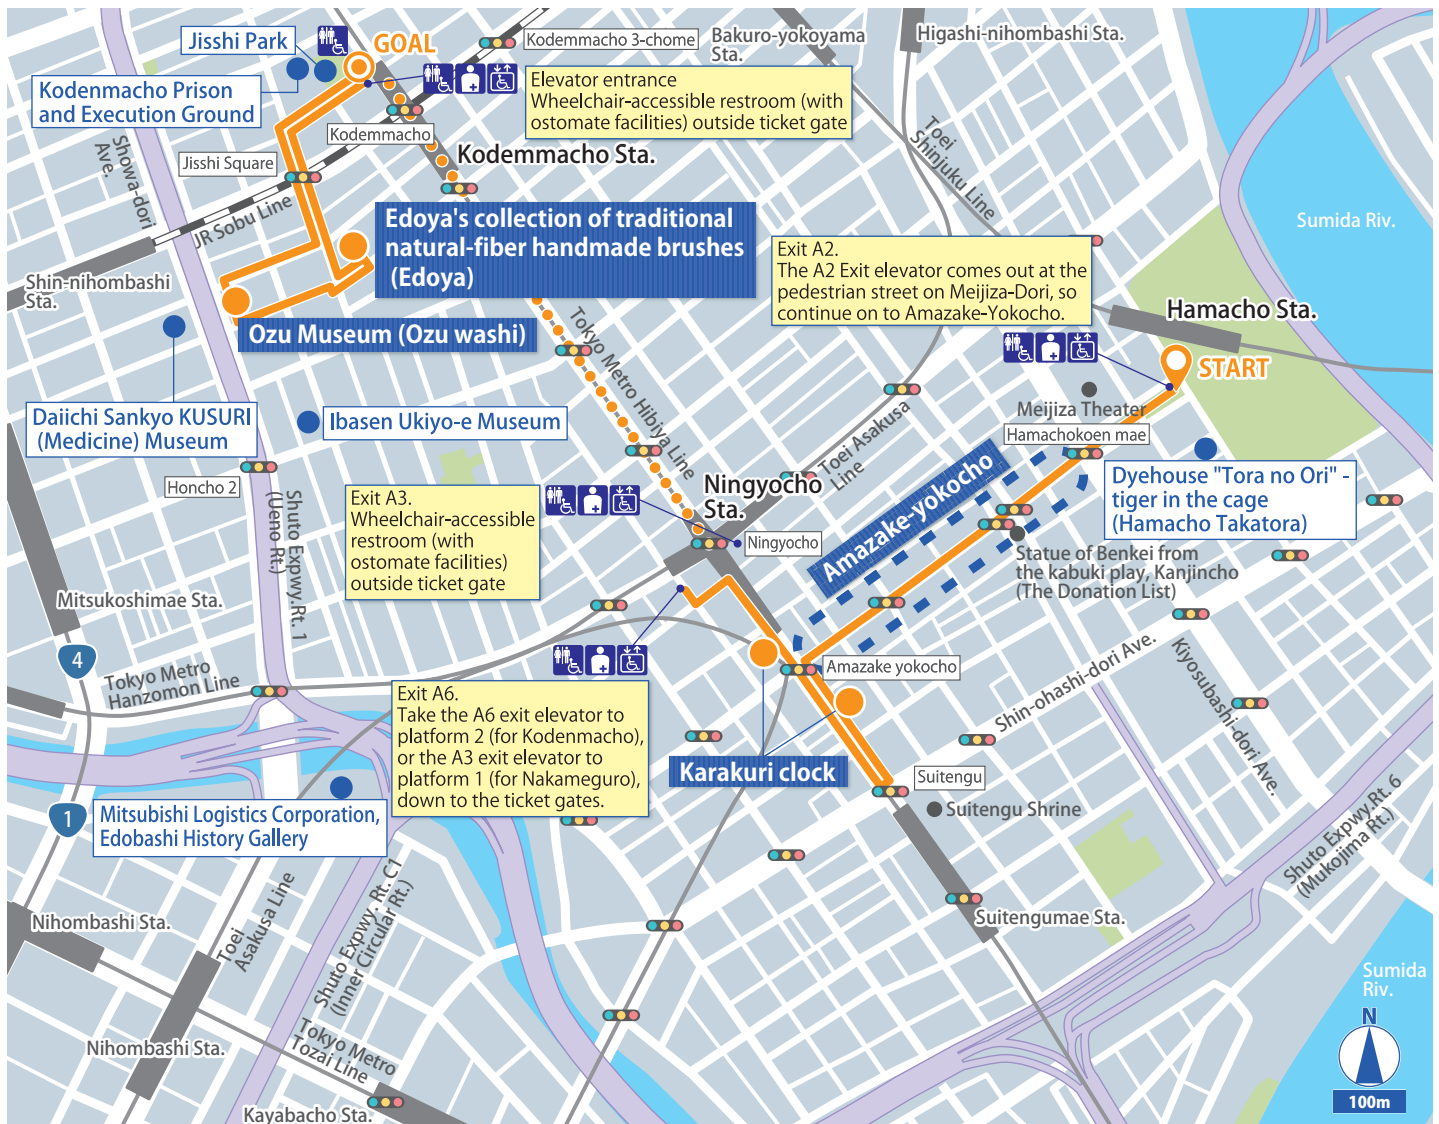 Jisshi Park
GOAL
Kodemmacho 3-chome
Bakuro-yokoyama
Sta.
Higashi-nihombashi Sta.
Kodenmacho Prison
and Execution Ground
Elevator entrance
Wheelchair-accessible restroom (with
ostomate facilities) outside ticket gate
Kodemmacho
Kodemmacho Sta.
Jisshi Square
Showa-dori
Ave.
JR Sobu Line
Toei
Shinjuku Line
Sumida Riv.
Edoya's collection of traditional
natural-fiber handmade brushes
(Edoya)
Exit A2.
The A2 Exit elevator comes out at the
pedestrian street on Meijiza-Dori, so
continue on to Amazake-Yokocho.
Shin-nihombashi
Sta.
Hamacho Sta.
Ozu Museum (Ozu washi)
START
Tokyo Metro Hibiya Line
Meijiza Theater
Daiichi Sankyo KUSURI
(Medicine) Museum
Ibasen Ukiyo-e Museum
Toei Asakusa
Line
Hamachokoen mae
Amazake-yokocho
Dyehouse "Tora no Ori" -
tiger in the cage
(Hamacho Takatora)
Honcho 2
Shuto Expwy. Rt. 1
(Ueno Rt.)
Ningyocho
Sta.
Exit A3.
Wheelchair-accessible
restroom (with
ostomate facilities)
outside ticket gate
Ningyocho
Statue of Benkei from
the kabuki play, Kanjincho
(The Donation List)
Mitsukoshimae Sta.
4
Tokyo Metro
Hanzomon Line
Amazake yokocho
Shin-ohashi-dori Ave.
Kiyosubashi-dori Ave.
Exit A6.
Take the A6 exit elevator to
platform 2 (for Kodenmacho),
or the A3 exit elevator to
platform 1 (for Nakameguro),
down to the ticket gates.
Karakuri clock
Suitengu
Suitengu Shrine
1
Mitsubishi Logistics Corporation,
Edobashi History Gallery
Shuto Expwy. Rt. 6
(Mukojima Rt.)
Nihombashi Sta.
Toei
Asakusa Line
Shuto Expwy. Rt. C1
(Inner Circular Rt.)
Suitengumae Sta.
Sumida
Riv.
Nihombashi Sta.
Tokyo Metro
Tozai Line
Kayabacho Sta.
N
100m